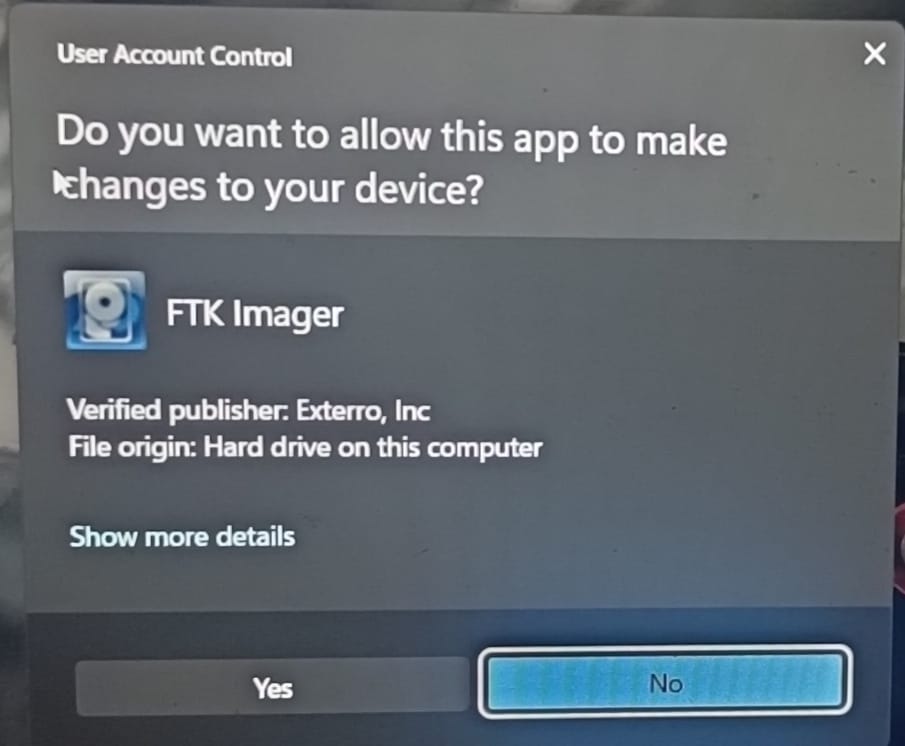 User Account Control
Do you want to allow this app to make
changes to your device?
FTK Imager
Verified publisher: Exterro, Inc
File origin: Hard drive on this computer
Show more details
Yes
No